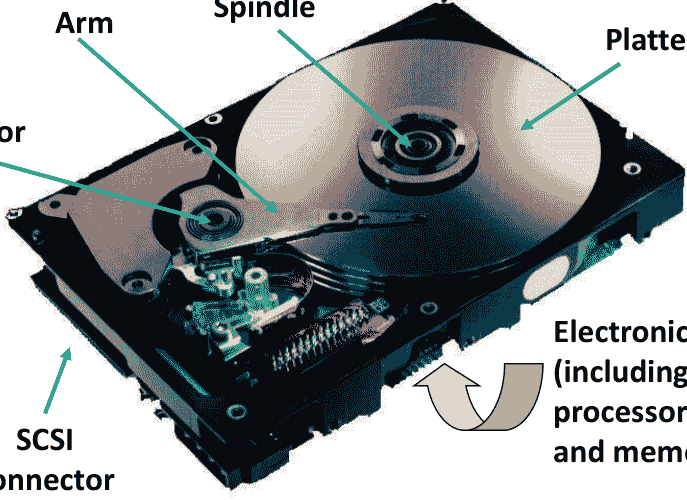 Spindle
Arm
Platte
or
Electronic
(including
processor
and memo
SCSI
onnector